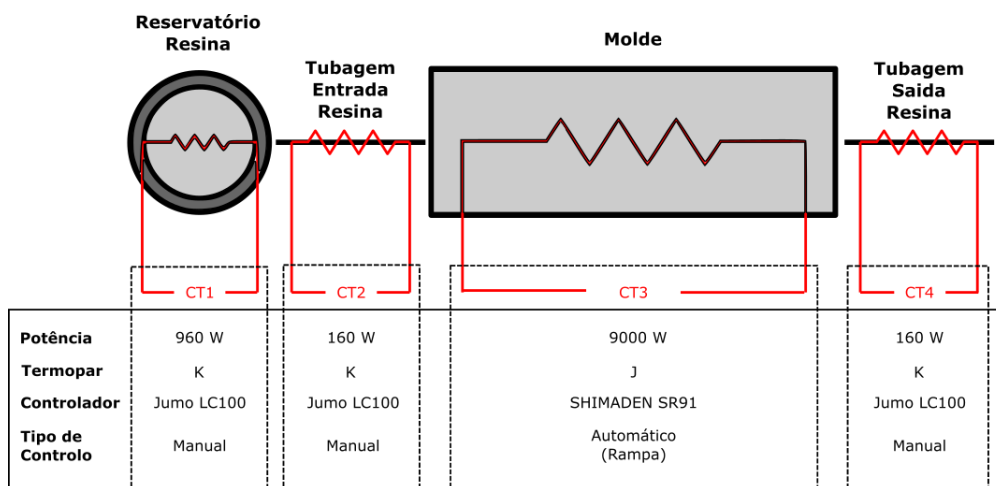 Reservatório
Resina
Tubagem
Entrada
Resina
Molde
Tubagem
Saida
Resina
CT1
CT2
CT3
CT4
Potência 960 W 160 W 9000 W 160 W
Termopar K K J K
Controlador Jumo LC100 Jumo LC100 SHIMADEN SR91 Jumo LC100
Tipo de
Controlo Manual Manual Automático
(Rampa) Manual